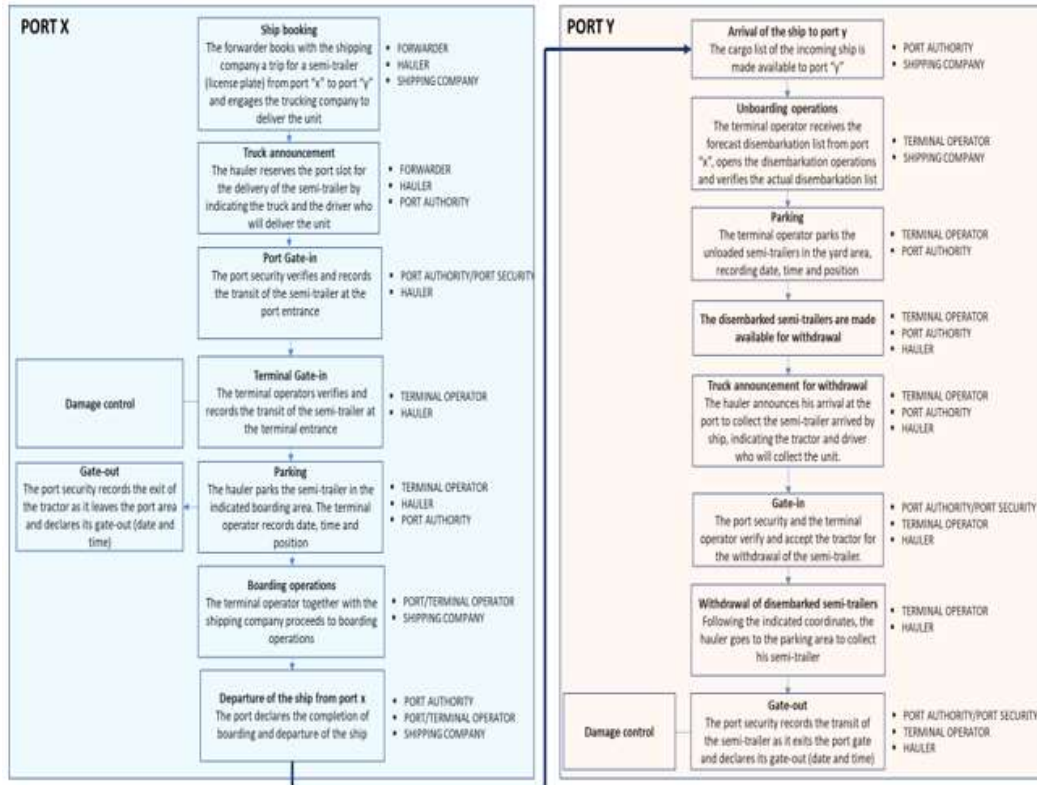 PORT X
Ship booking
The forwarder books with the shipping
company a trip for a semi-trailer
(license plate) from port "x" to port "y"
and engages the trucking company to
deliver the unit
▪ FORWARDER
▪ HAULER
▪ SHIPPING COMPANY
Truck announcement
The hauler reserves the port slot for
the delivery of the semi-trailer by
indicating the truck and the driver who
will deliver the unit
▪ FORWARDER
▪ HAULER
▪ PORT AUTHORITY
Port Gate-in
The port security verifies and records
the transit of the semi-trailer at the
port entrance
▪ PORT AUTHORITY/PORT SECURITY
▪ HAULER
Damage control
Terminal Gate-in
The terminal operators verifies and
records the transit of the semi-trailer at
the terminal entrance
▪ TERMINAL OPERATOR
▪ HAULER
Gate-out
The port security records the exit of
the tractor as it leaves the port area
and declares its gate-out (date and
time)
Parking
The hauler parks the semi-trailer in the
indicated boarding area. The terminal
operator records date, time and
position
▪ TERMINAL OPERATOR
▪ HAULER
▪ PORT AUTHORITY
Boarding operations
The terminal operator together with the
shipping company proceeds to boarding
operations
▪ PORT/TERMINAL OPERATOR
▪ SHIPPING COMPANY
Departure of the ship from port x
The port declares the completion of
boarding and departure of the ship
▪ PORT AUTHORITY
▪ PORT/TERMINAL OPERATOR
▪ SHIPPING COMPANY
PORT Y
Arrival of the ship to port y
The cargo list of the incoming ship is
made available to port "y"
▪ PORT AUTHORITY
▪ SHIPPING COMPANY
Unboarding operations
The terminal operator receives the
forecast disembarkation list from port
"x", opens the disembarkation operations
and verifies the actual disembarkation list
▪ TERMINAL OPERATOR
▪ SHIPPING COMPANY
Parking
The terminal operator parks the
unloaded semi-trailers in the yard area,
recording date, time and position
▪ TERMINAL OPERATOR
▪ PORT AUTHORITY
The disembarked semi-trailers are made
available for withdrawal
▪ TERMINAL OPERATOR
▪ PORT AUTHORITY
▪ HAULER
Truck announcement for withdrawal
The hauler announces his arrival at the
port to collect the semi-trailer arrived by
ship, indicating the tractor and driver
who will collect the unit.
▪ TERMINAL OPERATOR
▪ PORT AUTHORITY
▪ HAULER
Gate-in
The port security and the terminal
operator verify and accept the tractor for
the withdrawal of the semi-trailer.
▪ PORT AUTHORITY/PORT SECURITY
▪ TERMINAL OPERATOR
▪ HAULER
Withdrawal of disembarked semi-trailers
Following the indicated coordinates, the
hauler goes to the parking area to collect
his semi-trailer
▪ TERMINAL OPERATOR
▪ HAULER
Damage control
Gate-out
The port security records the transit of
the semi-trailer as it exits the port gate
and declares its gate-out (date and time)
▪ PORT AUTHORITY/PORT SECURITY
▪ TERMINAL OPERATOR
▪ HAULER